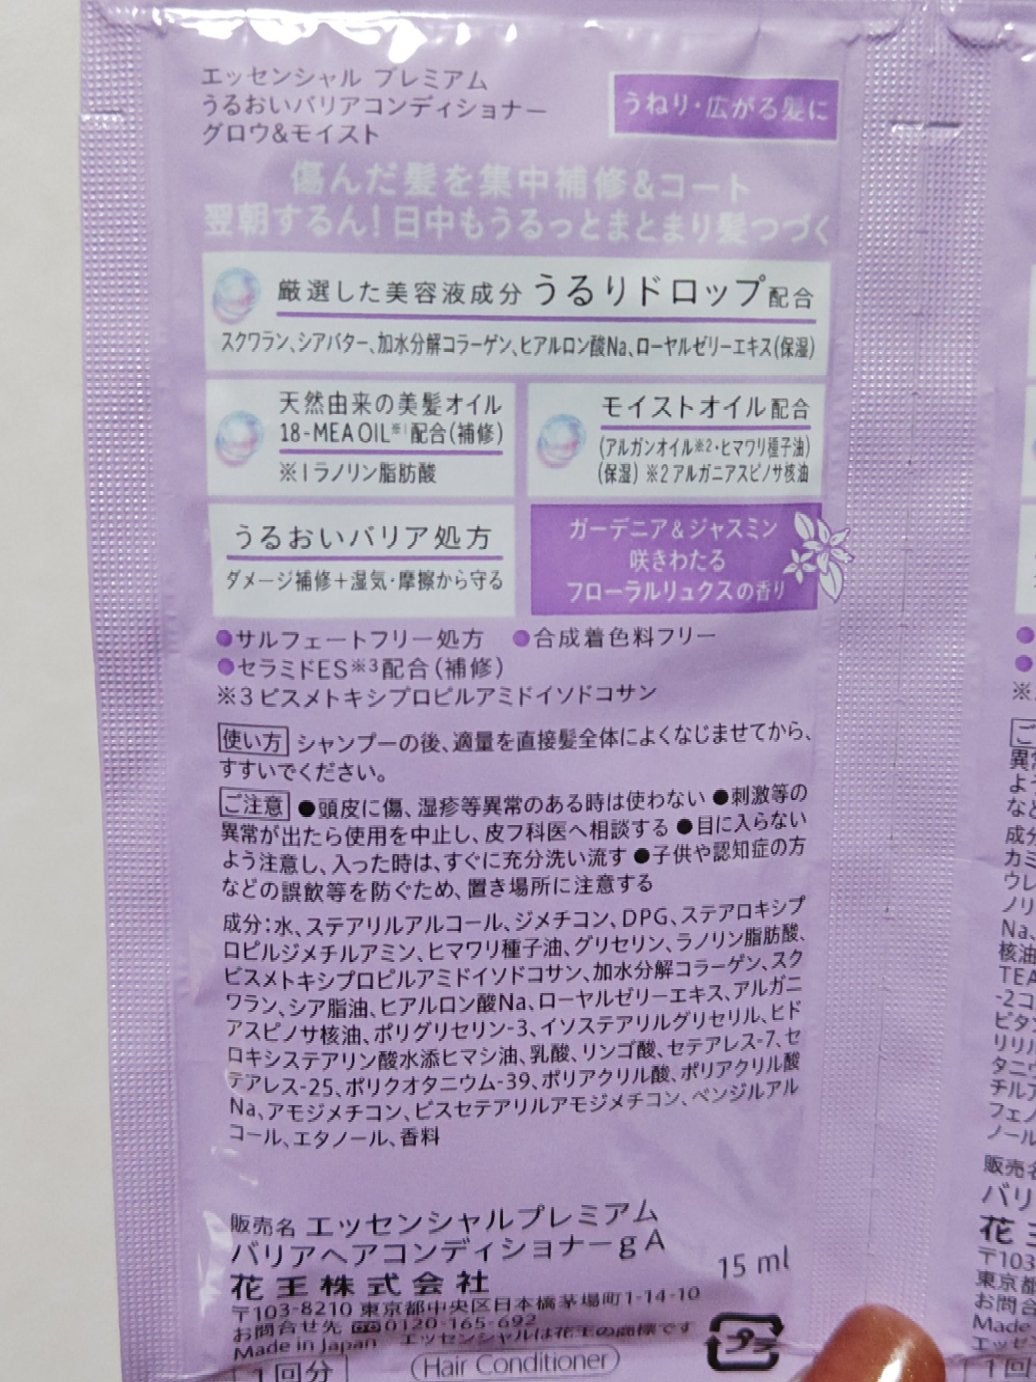 エッセンシャル プレミアム
うるおいバリアコンディショナー
グロウ&モイスト
うねり・広がる髪に
傷んだ髪を集中補修&コート
翌朝するん!日中もうるっとまとまり髪つづく
厳選した美容液成分うるりドロップ配合
スクワラン、シアバター、加水分解コラーゲン、ヒアルロン酸Na、ローヤルゼリーエキス(保湿)
天然由来の美髪オイル
18-MEA OIL※1配合(補修)
※1ラノリン脂肪酸
モイストオイル配合
(アルガンオイル※2・ヒマワリ種子油)
(保湿) ※2アルガニアスピノサ核油
うるおいバリア処方
ダメージ補修+湿気・摩擦から守る
ガーデニア&ジャスミン
咲きわたる
フローラルリュクスの香り
●サルフェートフリー処方 ●合成着色料フリー
●セラミドES※3配合(補修)
※3 ビスメトキシプロピルアミドイソドコサン
使い方 シャンプーの後、適量を直接髪全体によくなじませてから、
すすいでください。
ご注意 ●頭皮に傷、湿疹等異常のある時は使わない ●刺激等の
異常が出たら使用を中止し、皮フ科医へ相談する ●目に入らない
よう注意し、入った時は、すぐに充分洗い流す ●子供や認知症の方
などの誤飲等を防ぐため、置き場所に注意する
成分:水、ステアリルアルコール、ジメチコン、DPG、ステアロキシプ
ロピルジメチルアミン、ヒマワリ種子油、グリセリン、ラノリン脂肪酸、
ビスメトキシプロピルアミドイソドコサン、加水分解コラーゲン、スク
ワラン、シア脂油、ヒアルロン酸Na、ローヤルゼリーエキス、アルガニ
アスピノサ核油、ポリグリセリン-3、イソステアリルグリセリル、ヒド
ロキシステアリン酸水添ヒマシ油、乳酸、リンゴ酸、セテアレス-7、セ
テアレス-25、ポリクオタニウム-39、ポリアクリル酸、ポリアクリル酸
Na、アモジメチコン、ビスセテアリルアモジメチコン、ベンジルアル
コール、エタノール、香料
販売名 エッセンシャルプレミアム
バリアヘアコンディショナーgA
15 ml
花王株式会社
〒103-8210 東京都中央区日本橋茅場町1-14-10
お問合せ先 0120-165-692
Made in Japan エッセンシャルは花王の商標です
プラ
1回分
(Hair Conditioner)